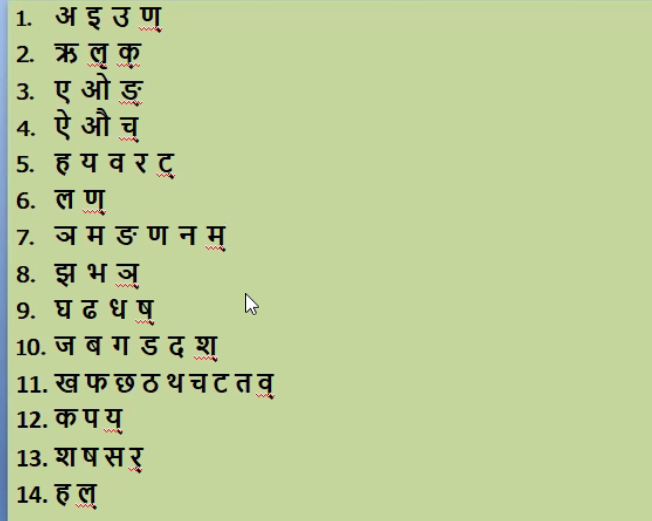 1. अ इ उ ण्
2. ऋ लृ क्
3. ए ओ ङ्
4. ऐ औ च्
5. ह य व र ट्
6. ल ण्
7. ञ म ङ ण न म्
8. झ भ ञ्
9. घ ढ ध ष्
10. ज ब ग ड द श्
11. ख फ छ ठ थ च ट त व्
12. क प य्
13. श ष स र्
14. ह ल्